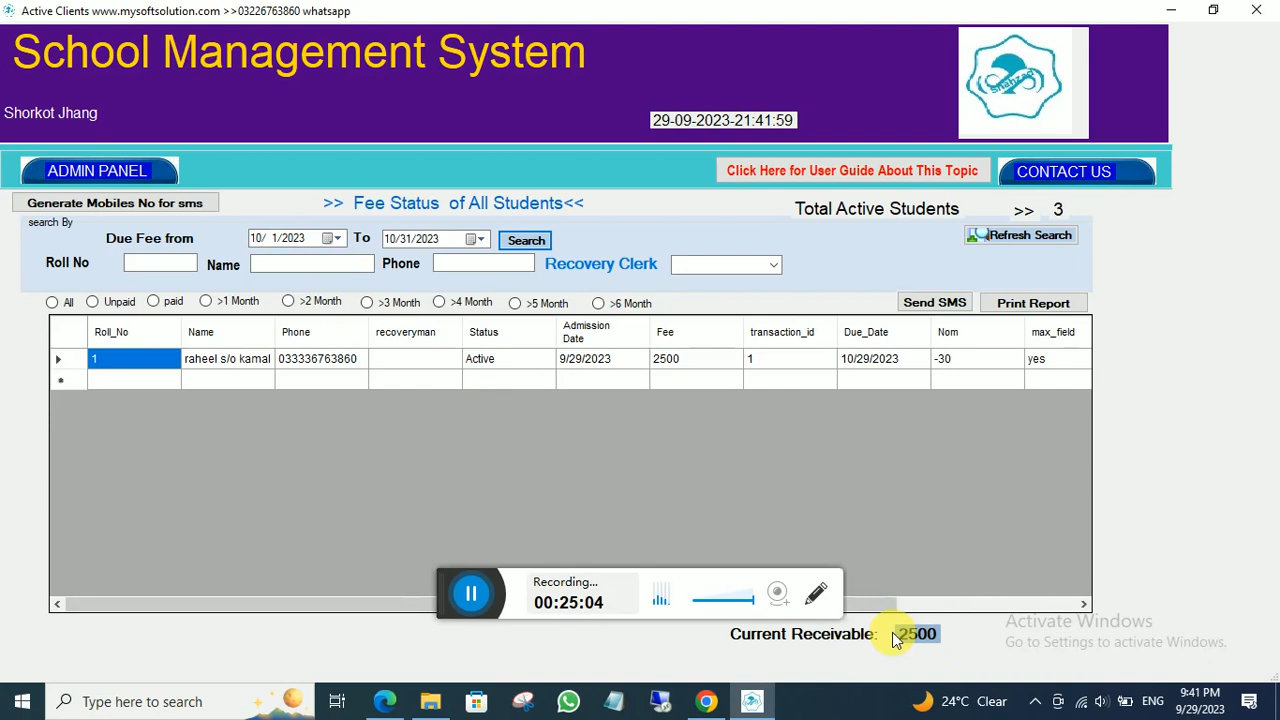 Active Clients www.mysoftsolution.com >>03226763860 whatsapp
School Management System
Shahzad
Shorkot Jhang
29-09-2023-21:41:59
ADMIN PANEL
Click Here for User Guide About This Topic
CONTACT US
Generate Mobiles No for sms
>> Fee Status of All Students<<
Total Active Students >> 3
search By
Due Fee from 10/ 1/2023 To 10/31/2023 Search
Refresh Search
Roll No Name Phone Recovery Clerk
All Unpaid paid >1 Month >2 Month >3 Month >4 Month >5 Month >6 Month
Send SMS Print Report
Roll_No Name Phone recoveryman Status Admission Date Fee transaction_id Due_Date Nom max_field
1 raheel s/o kamal 033336763860 Active 9/29/2023 2500 1 10/29/2023 -30 yes
Recording...
00:25:04
Current Receivable: 2500
Activate Windows
Go to Settings to activate Windows.
Type here to search
24°C Clear
ENG
9:41 PM
9/29/2023